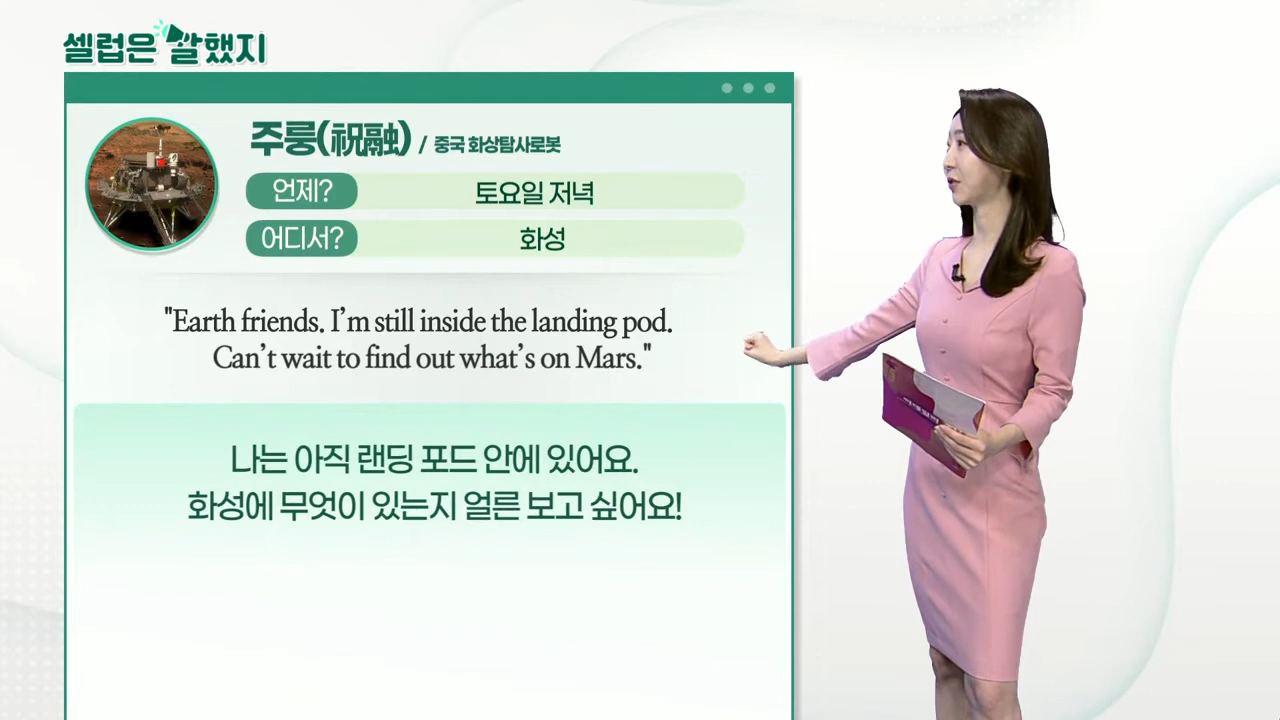 셀럽은 말했지
주룽(祝融) / 중국 화상탐사로봇
언제? 토요일 저녁
어디서? 화성
"Earth friends. I'm still inside the landing pod.
Can't wait to find out what's on Mars."
나는 아직 랜딩 포드 안에 있어요.
화성에 무엇이 있는지 얼른 보고 싶어요!